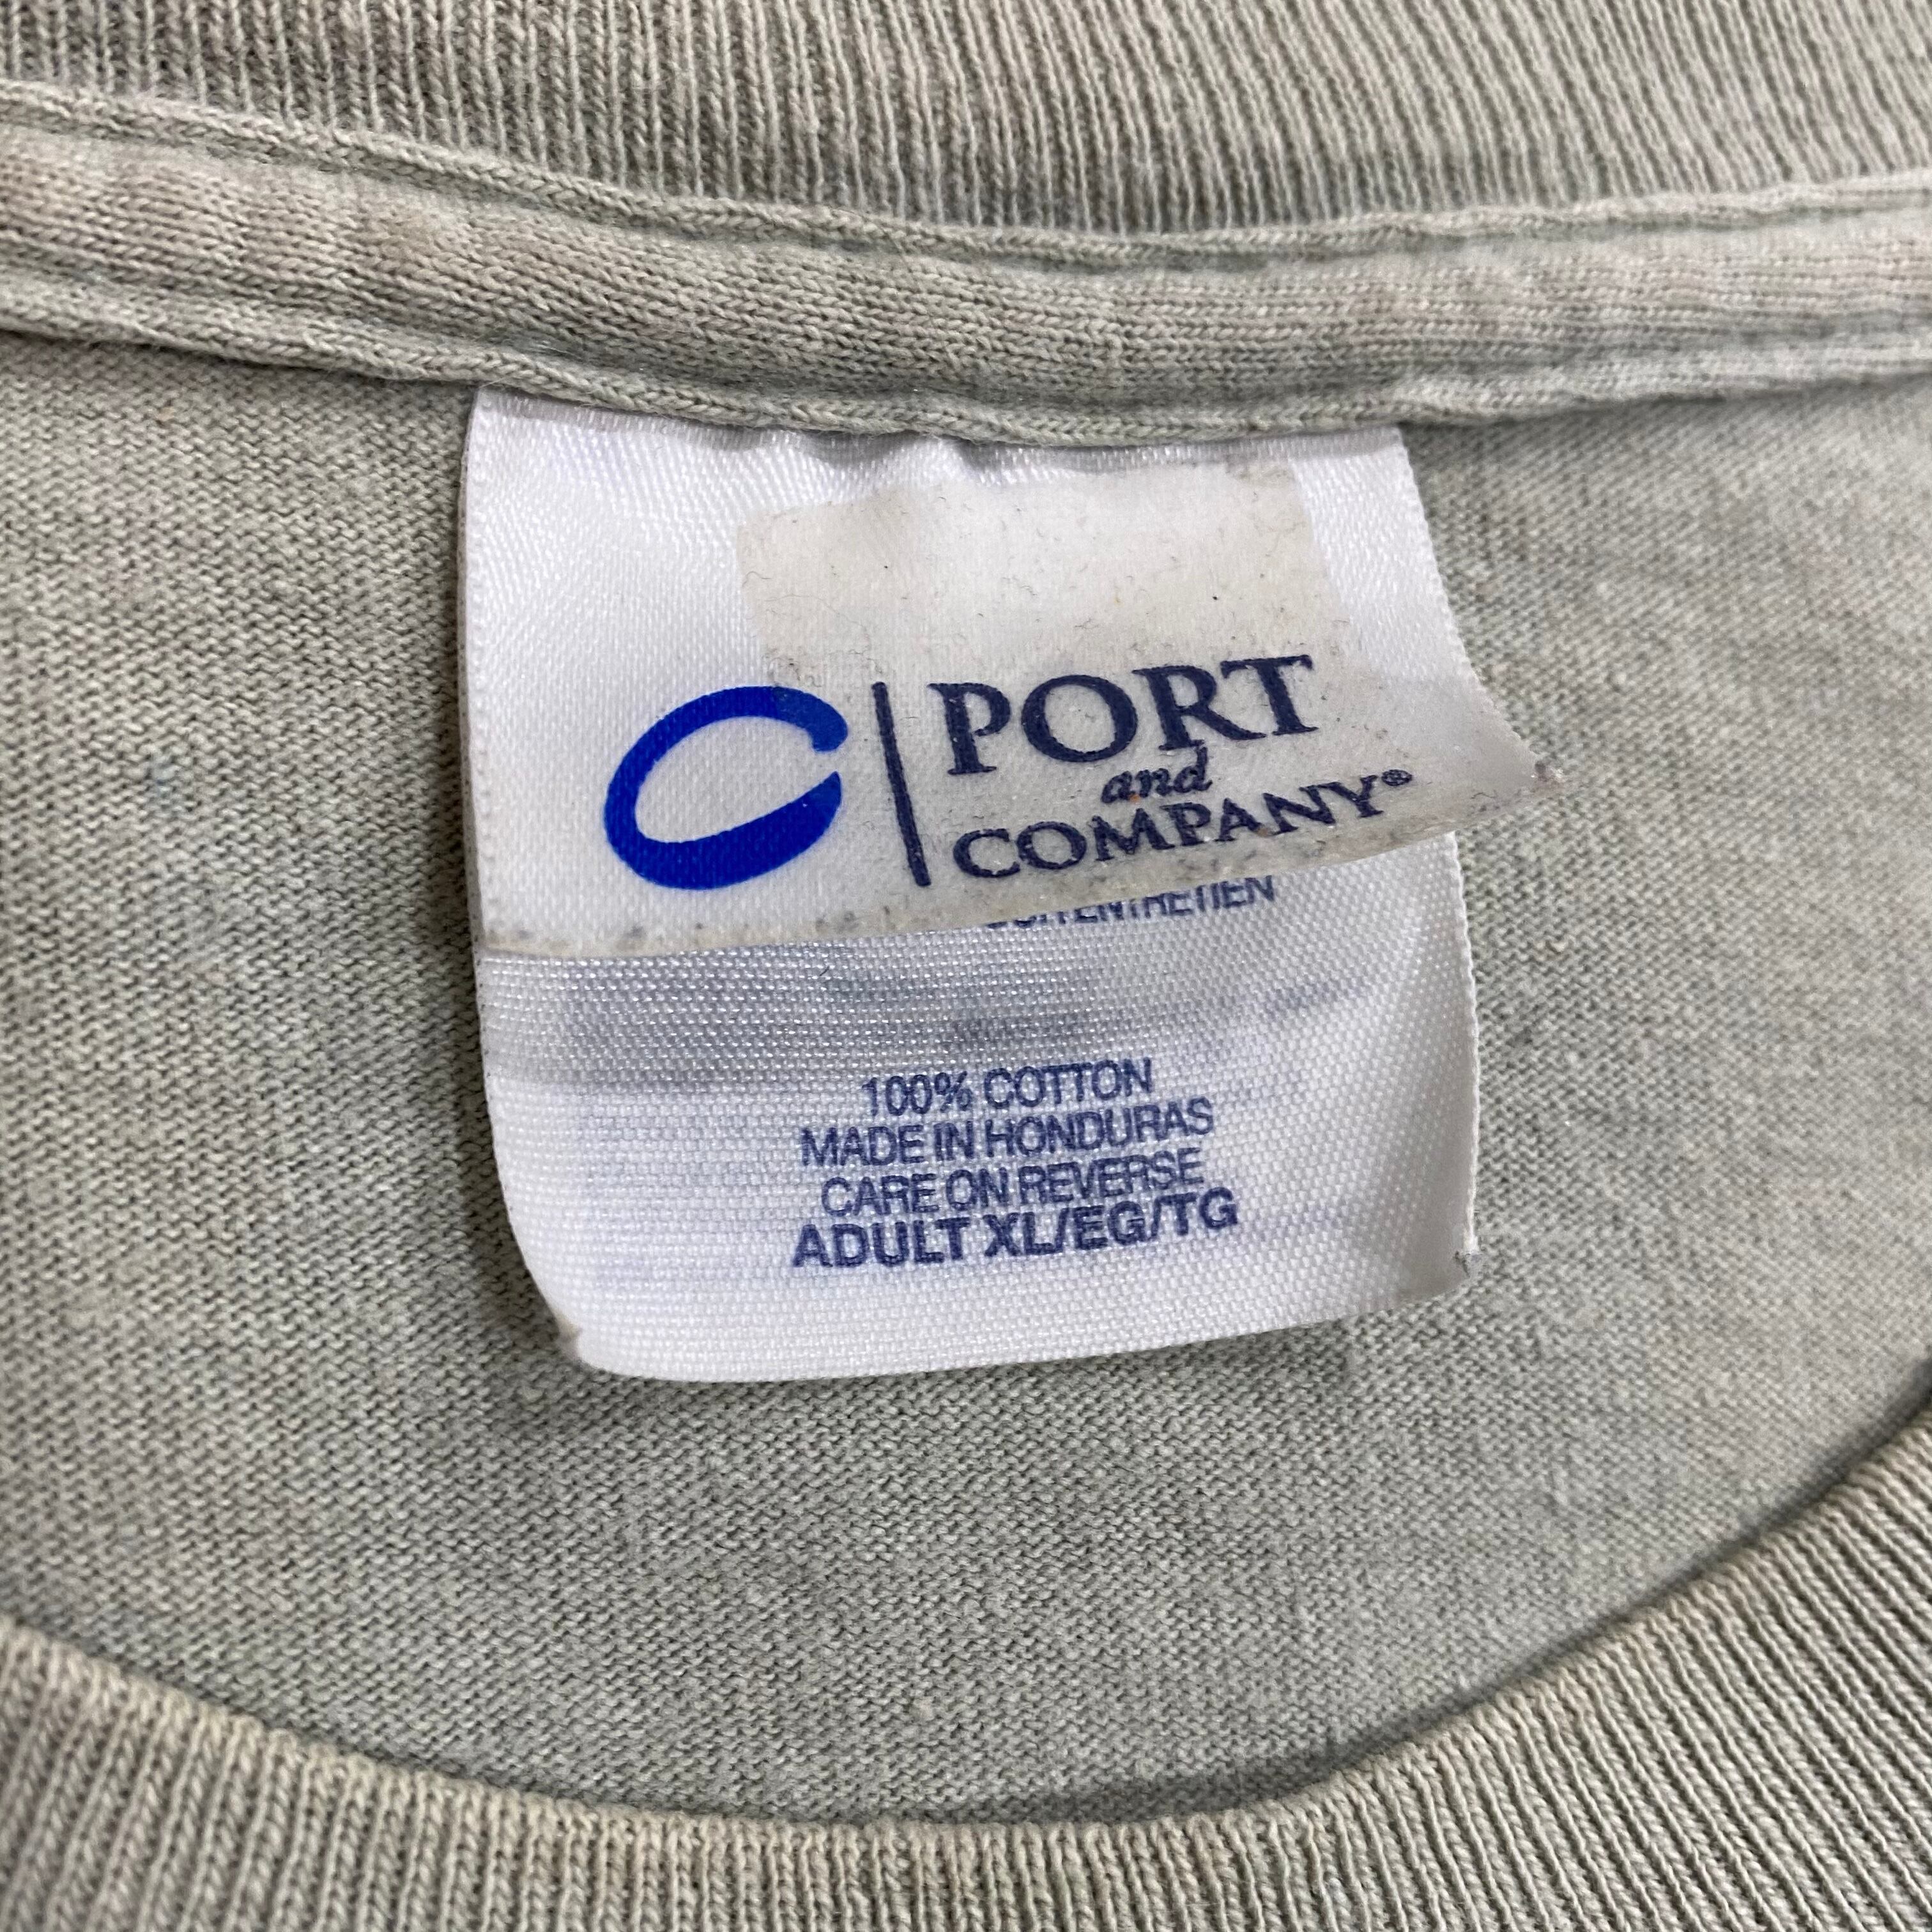 PORT
and
COMPANY®
100% COTTON
MADE IN HONDURAS
CARE ON REVERSE
ADULT XL/EG/TG